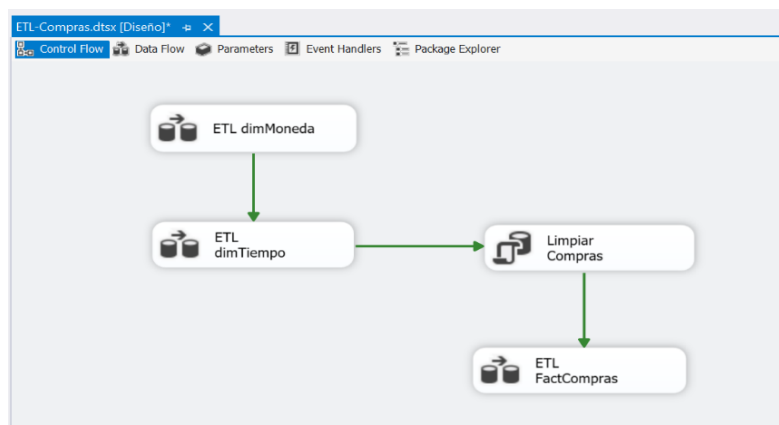 ETL-Compras.dtsx [Diseño]*
Control Flow Data Flow Parameters Event Handlers Package Explorer
ETL dimMoneda
ETL
dimTiempo
Limpiar
Compras
ETL
FactCompras